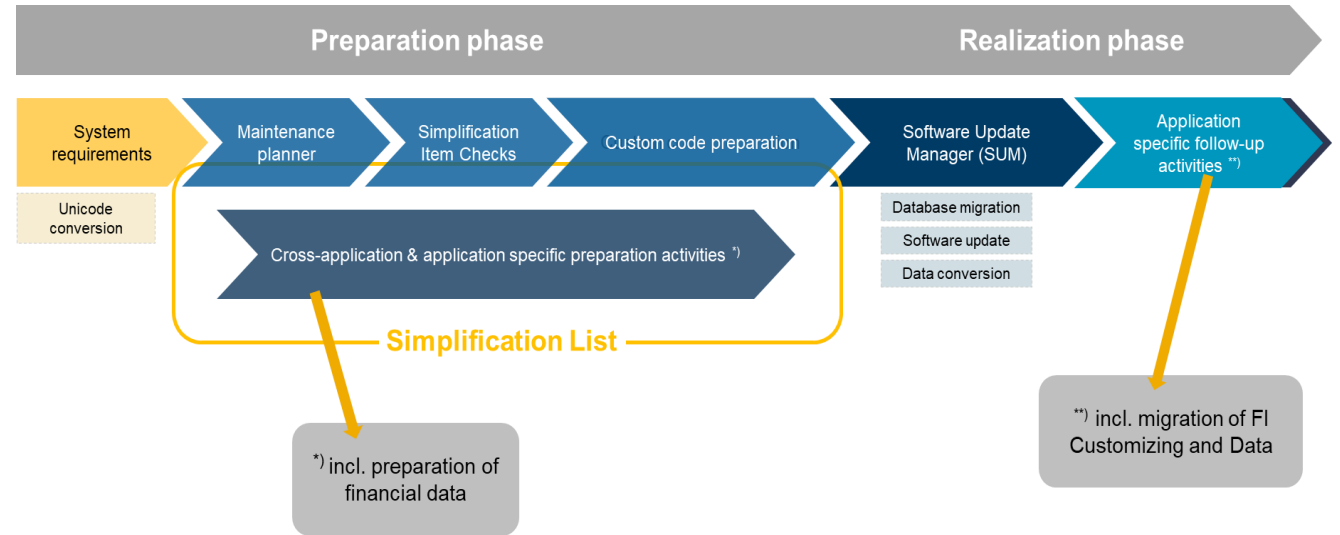 Preparation phase
Realization phase
System
requirements
Maintenance
planner
Simplification
Item Checks
Custom code preparation
Software Update
Manager (SUM)
Application
specific follow-up
activities **)
Unicode
conversion
Database migration
Software update
Data conversion
Cross-application & application specific preparation activities *)
Simplification List
*) incl. preparation of
financial data
**) incl. migration of FI
Customizing and Data